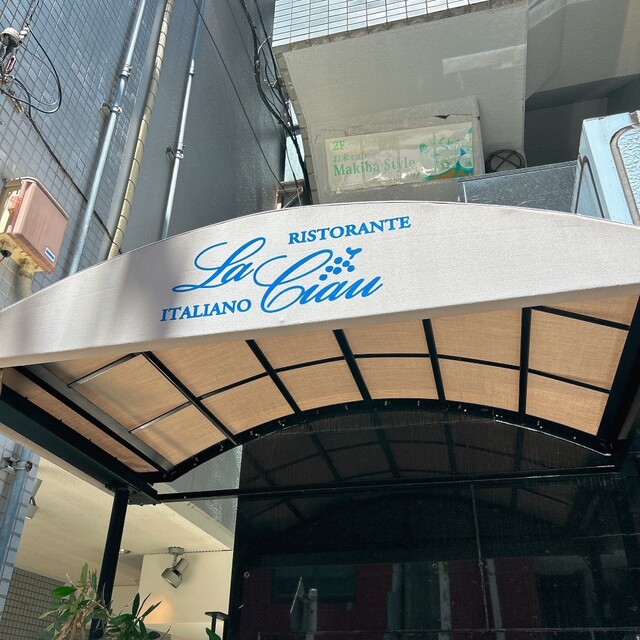 2F
Makiba Style
RISTORANTE
La Ciau
ITALIANO